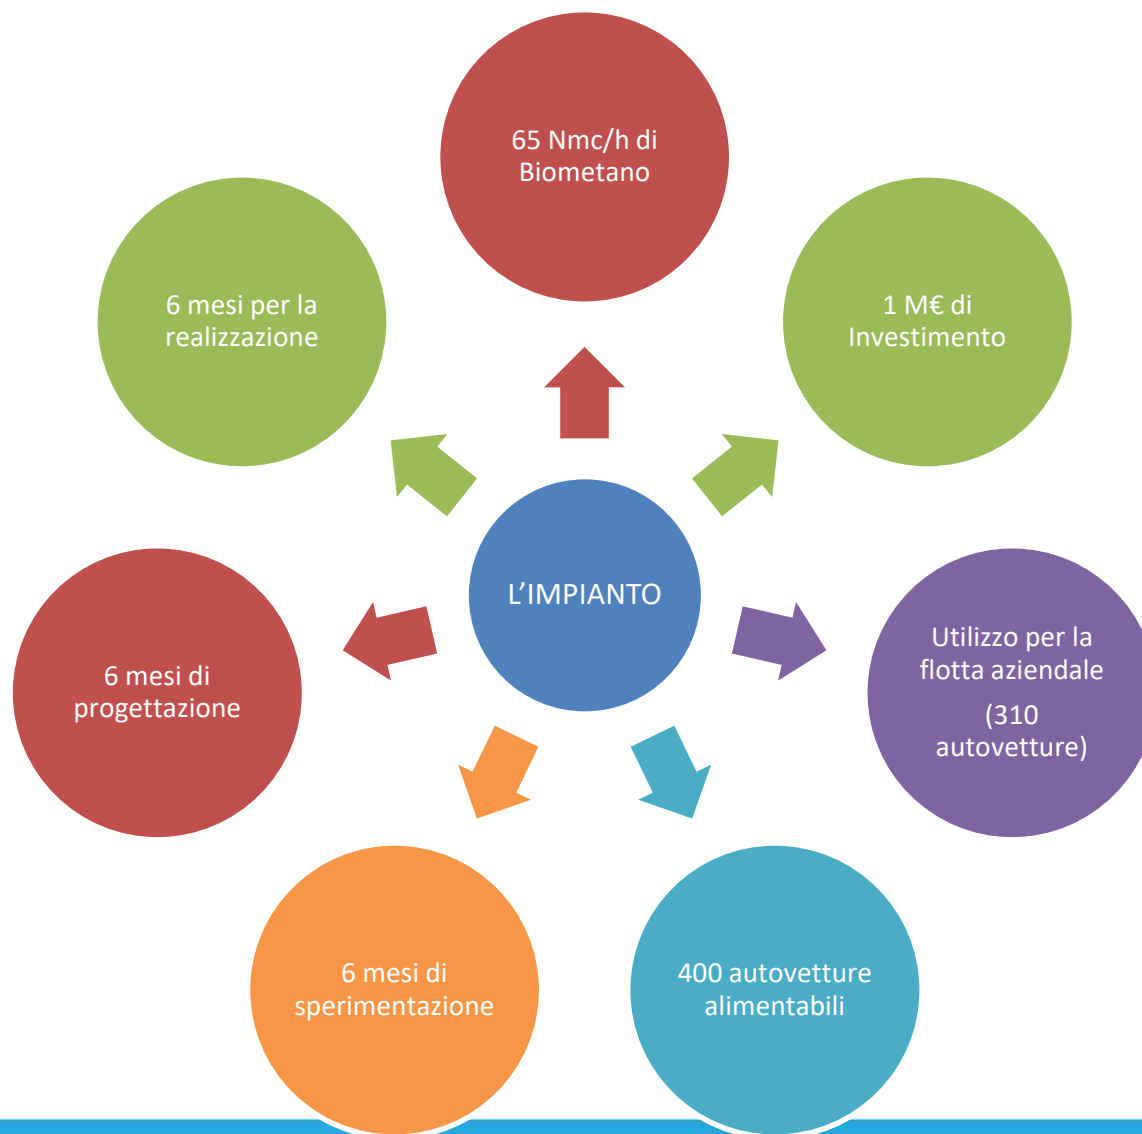 65 Nmc/h di
Biometano
6 mesi per la
realizzazione
1 M€ di
Investimento
L’IMPIANTO
6 mesi di
progettazione
Utilizzo per la
flotta aziendale
(310
autovetture)
6 mesi di
sperimentazione
400 autovetture
alimentabili